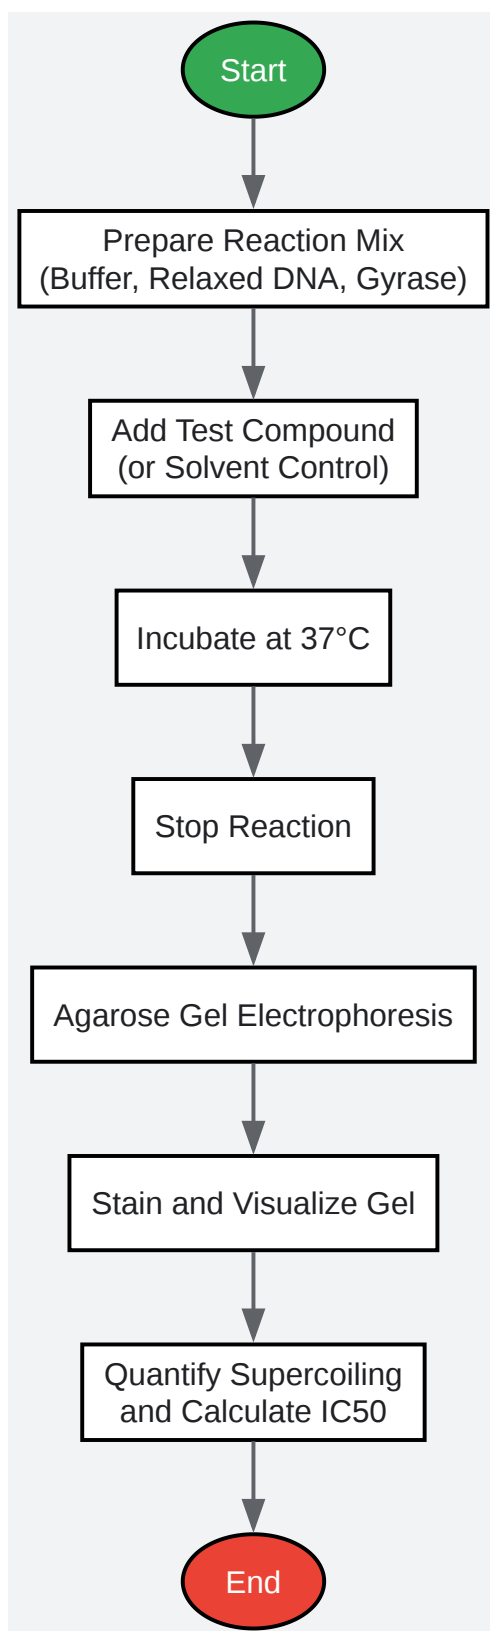 Start
Prepare Reaction Mix
(Buffer, Relaxed DNA, Gyrase)
Add Test Compound
(or Solvent Control)
Incubate at 37°C
Stop Reaction
Agarose Gel Electrophoresis
Stain and Visualize Gel
Quantify Supercoiling
and Calculate IC50
End